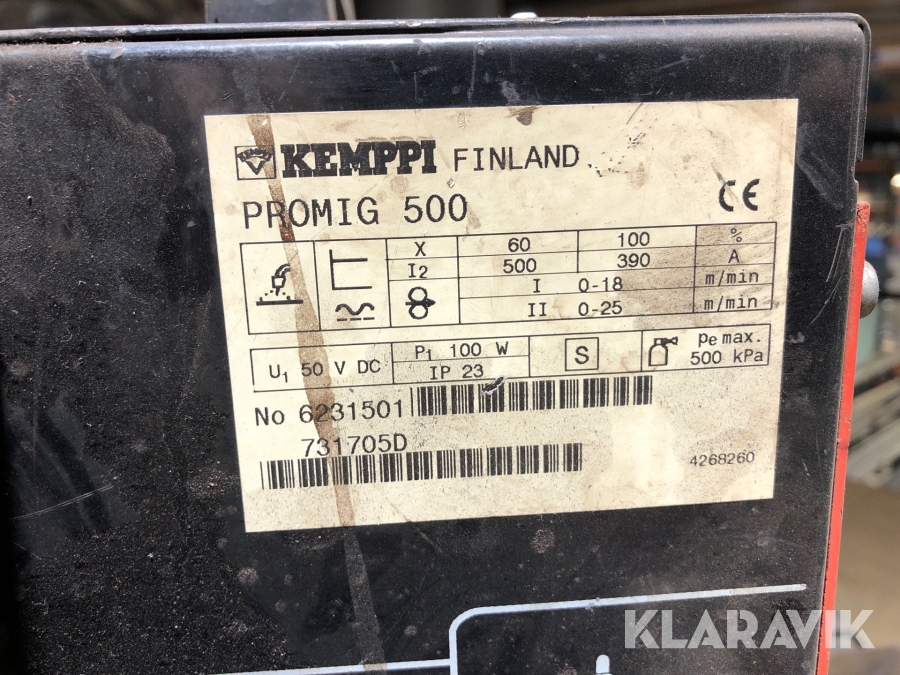 KEMPPI FINLAND
PROMIG 500
CE
X 60 100 %
I2 500 390 A
I 0-18 m/min
II 0-25 m/min
U1 50 V DC
P1 100 W
IP 23
S
Pe max.
500 kPa
No 6231501
731705D
4268260
KLARAVIK